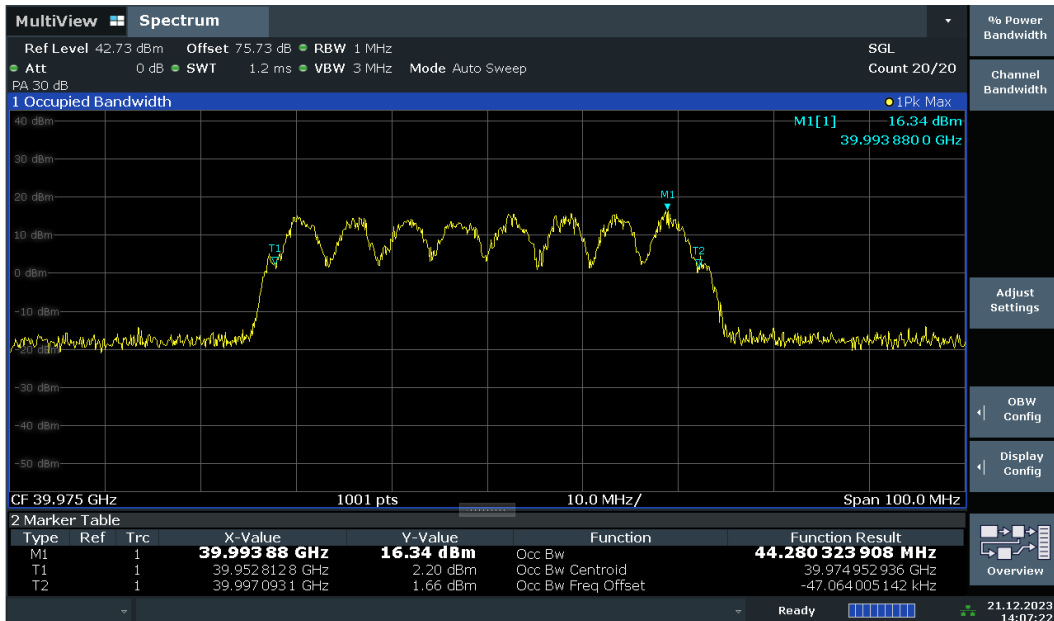 MultiView Spectrum
Ref Level 42.73 dBm Offset 75.73 dB RBW 1 MHz SGL
Att 0 dB SWT 1.2 ms VBW 3 MHz Mode Auto Sweep Count 20/20
PA 30 dB
1 Occupied Bandwidth 1Pk Max
40 dBm
M1[1] 16.34 dBm
39.993 880 0 GHz
30 dBm
20 dBm
M1
10 dBm
T1
T2
0 dBm
-10 dBm
-20 dBm
-30 dBm
-40 dBm
-50 dBm
CF 39.975 GHz 1001 pts 10.0 MHz/ Span 100.0 MHz
2 Marker Table
Type Ref Trc X-Value Y-Value Function Function Result
M1 1 39.993 88 GHz 16.34 dBm Occ Bw 44.280 323 908 MHz
T1 1 39.952 812 8 GHz 2.20 dBm Occ Bw Centroid 39.974 952 936 GHz
T2 1 39.997 093 1 GHz 1.66 dBm Occ Bw Freq Offset -47.064 005 142 kHz
Ready 21.12.2023
14:07:22
% Power
Bandwidth
Channel
Bandwidth
Adjust
Settings
OBW
Config
Display
Config
Overview